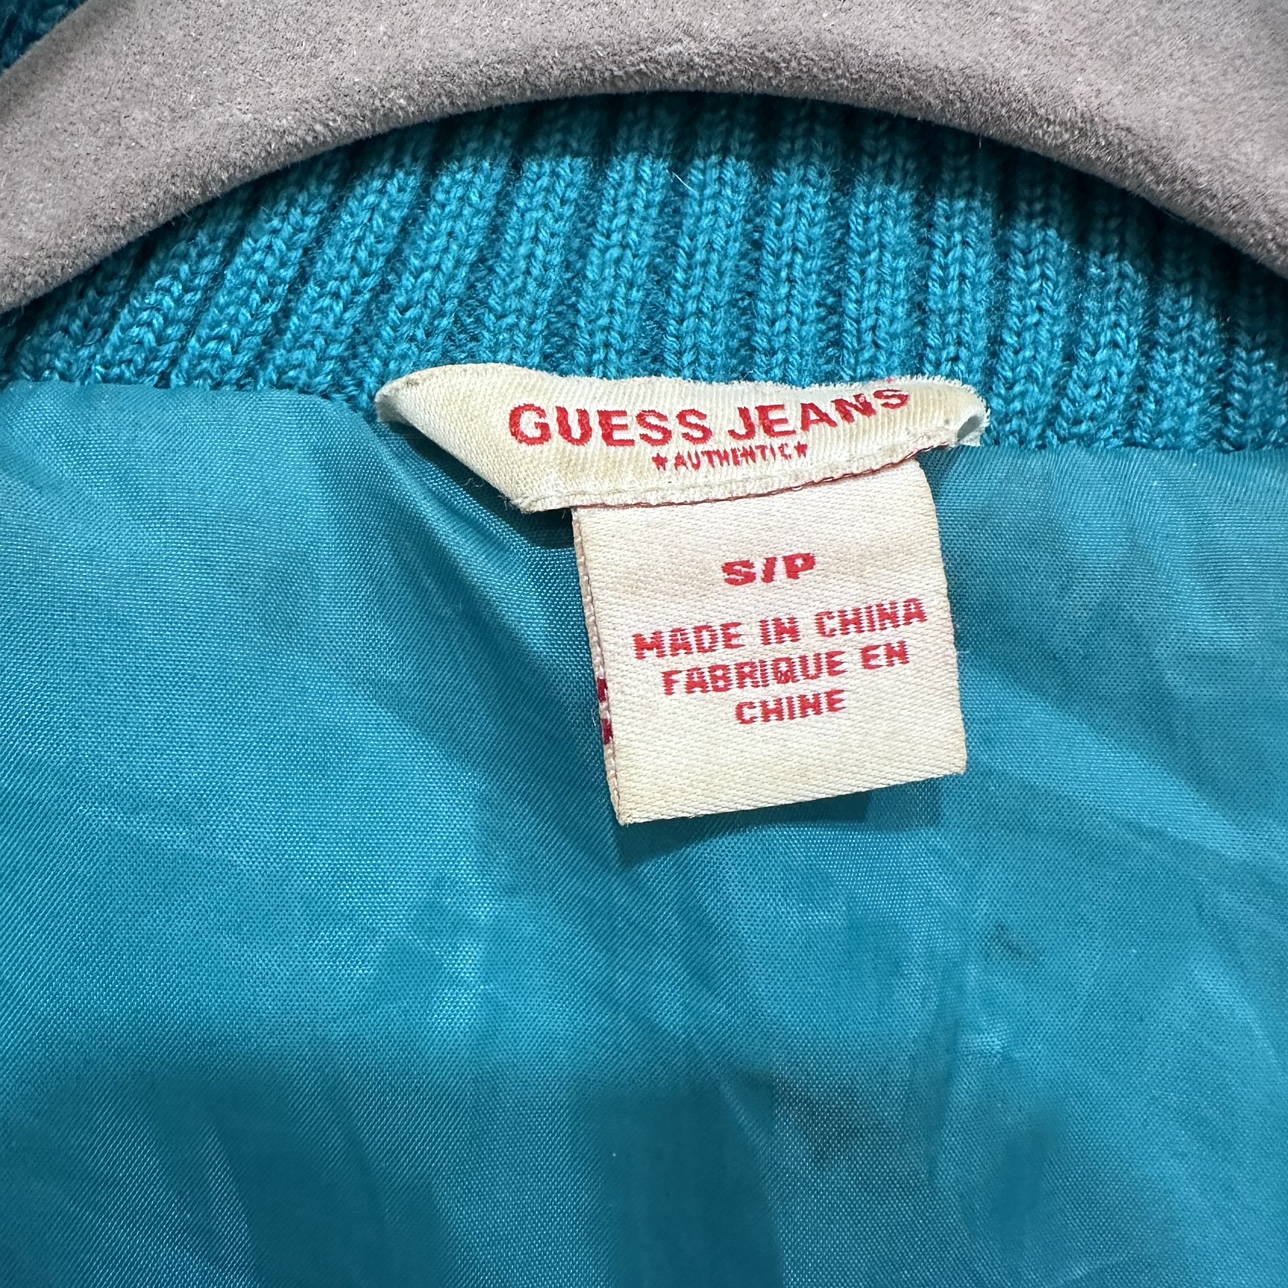 GUESS JEANS
★AUTHENTIC★
S/P
MADE IN CHINA
FABRIQUE EN
CHINE